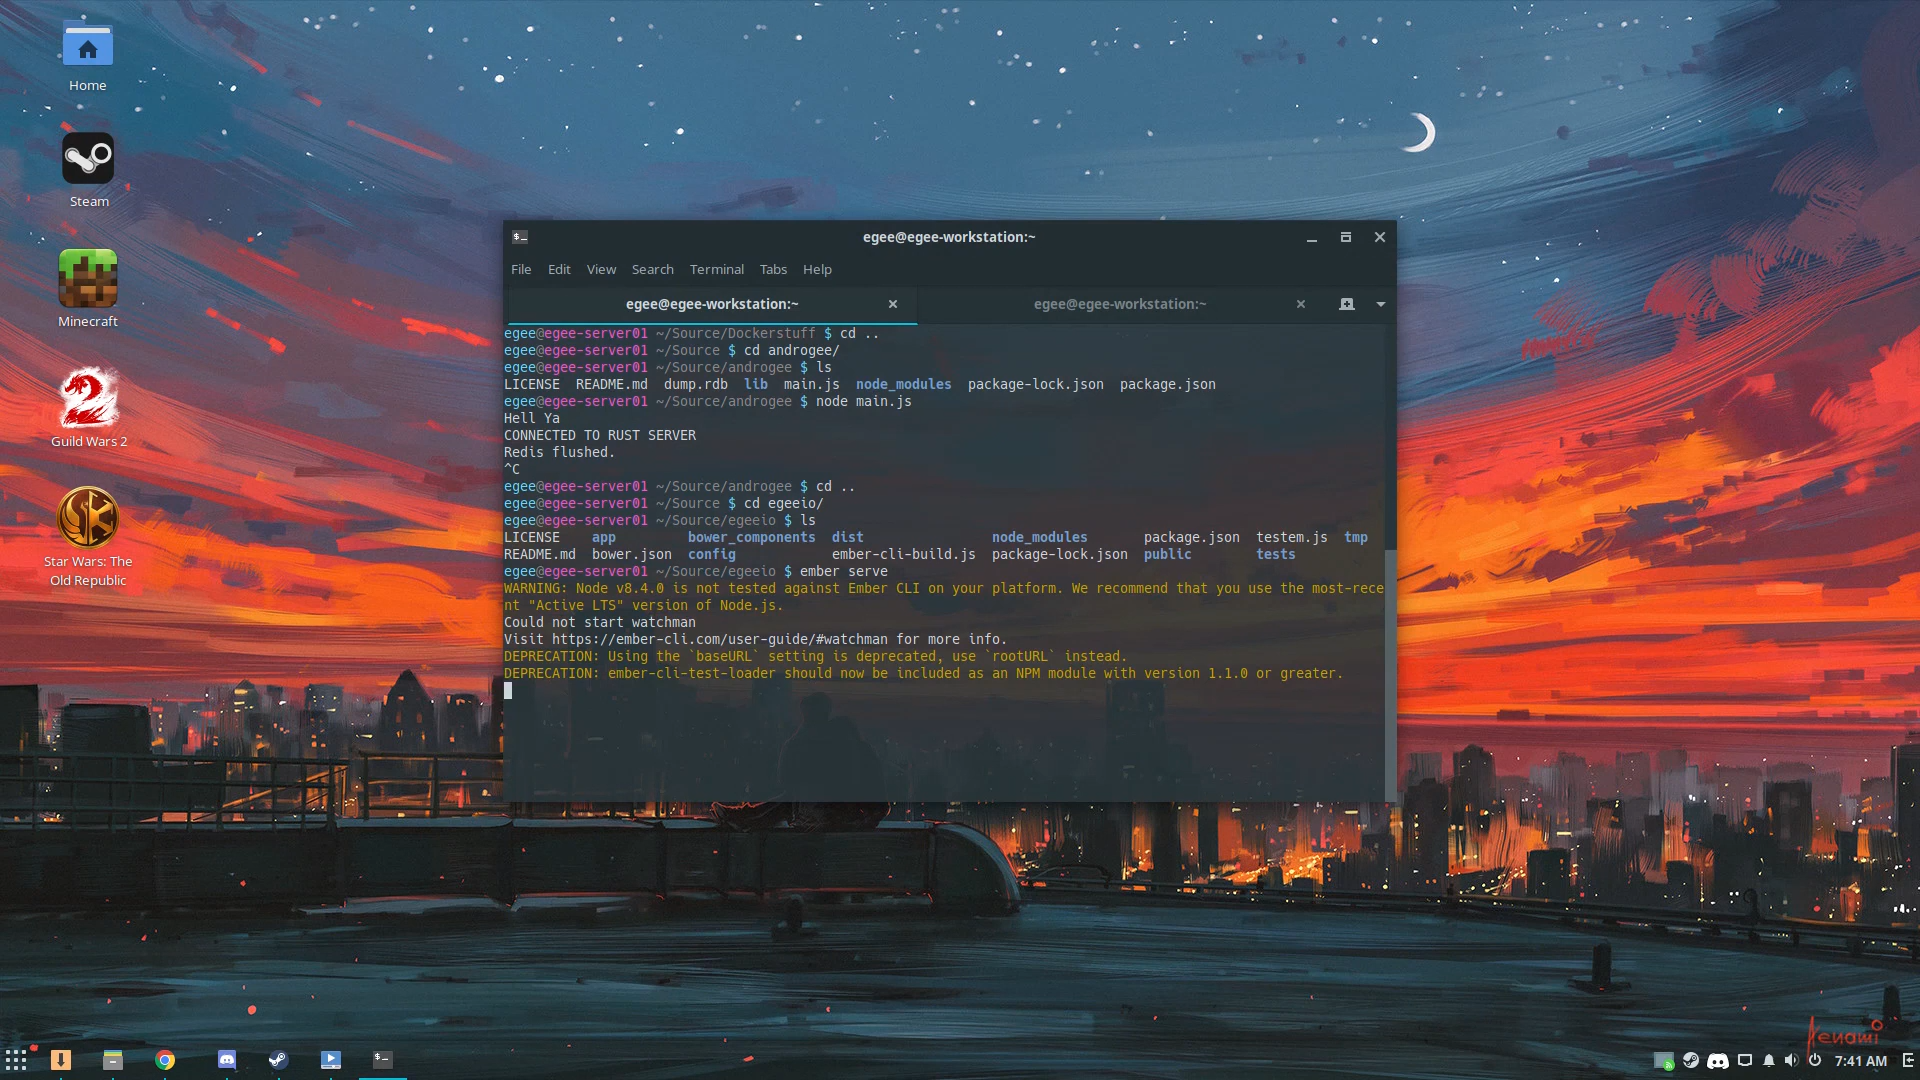 Home
Steam
Minecraft
Guild Wars 2
Star Wars: The
Old Republic
$_
egee@egee-workstation:~
File Edit View Search Terminal Tabs Help
egee@egee-workstation:~
egee@egee-workstation:~
egee@egee-server01 ~/Source/Dockerstuff $ cd ..
egee@egee-server01 ~/Source $ cd androgee/
egee@egee-server01 ~/Source/androgee $ ls
LICENSE README.md dump.rdb lib main.js node_modules package-lock.json package.json
egee@egee-server01 ~/Source/androgee $ node main.js
Hell Ya
CONNECTED TO RUST SERVER
Redis flushed.
^C
egee@egee-server01 ~/Source/androgee $ cd ..
egee@egee-server01 ~/Source $ cd egeeio/
egee@egee-server01 ~/Source/egeeio $ ls
LICENSE app bower_components dist node_modules package.json testem.js tmp
README.md bower.json config ember-cli-build.js package-lock.json public tests
egee@egee-server01 ~/Source/egeeio $ ember serve
WARNING: Node v8.4.0 is not tested against Ember CLI on your platform. We recommend that you use the most-rece
nt "Active LTS" version of Node.js.
Could not start watchman
Visit https://ember-cli.com/user-guide/#watchman for more info.
DEPRECATION: Using the `baseURL` setting is deprecated, use `rootURL` instead.
DEPRECATION: ember-cli-test-loader should now be included as an NPM module with version 1.1.0 or greater.
Aenami
$_
7:41 AM